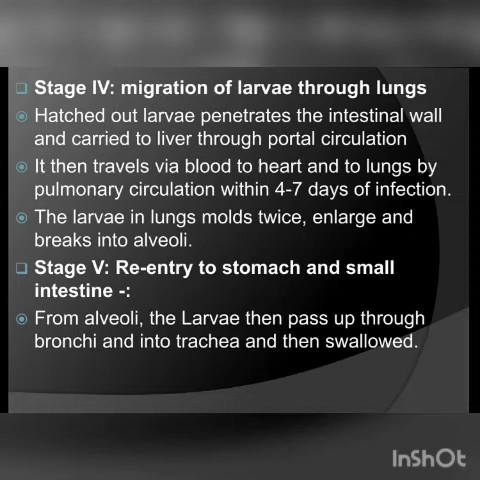 Stage IV: migration of larvae through lungs
Hatched out larvae penetrates the intestinal wall
and carried to liver through portal circulation
It then travels via blood to heart and to lungs by
pulmonary circulation within 4-7 days of infection.
The larvae in lungs molds twice, enlarge and
breaks into alveoli.
Stage V: Re-entry to stomach and small
intestine -:
From alveoli, the Larvae then pass up through
bronchi and into trachea and then swallowed.
InShOt